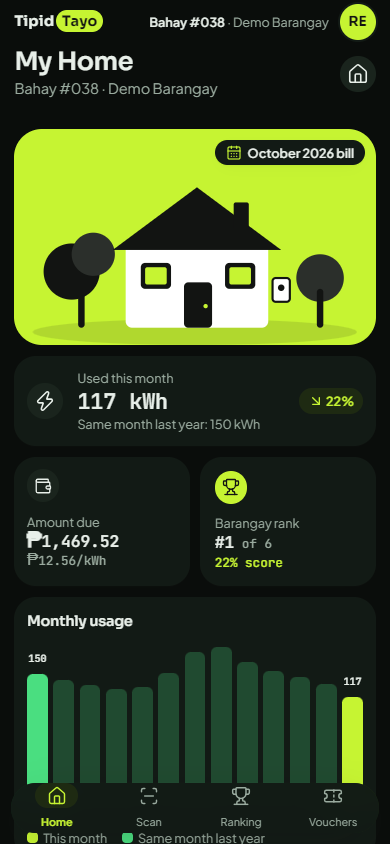 Tipid Tayo
Bahay #038 · Demo Barangay
RE
My Home
Bahay #038 · Demo Barangay
October 2026 bill
Used this month
117 kWh
Same month last year: 150 kWh
22%
Amount due
₱1,469.52
₱12.56/kWh
Barangay rank
#1 of 6
22% score
Monthly usage
150
117
Home
Scan
Ranking
Vouchers
This month
Same month last year